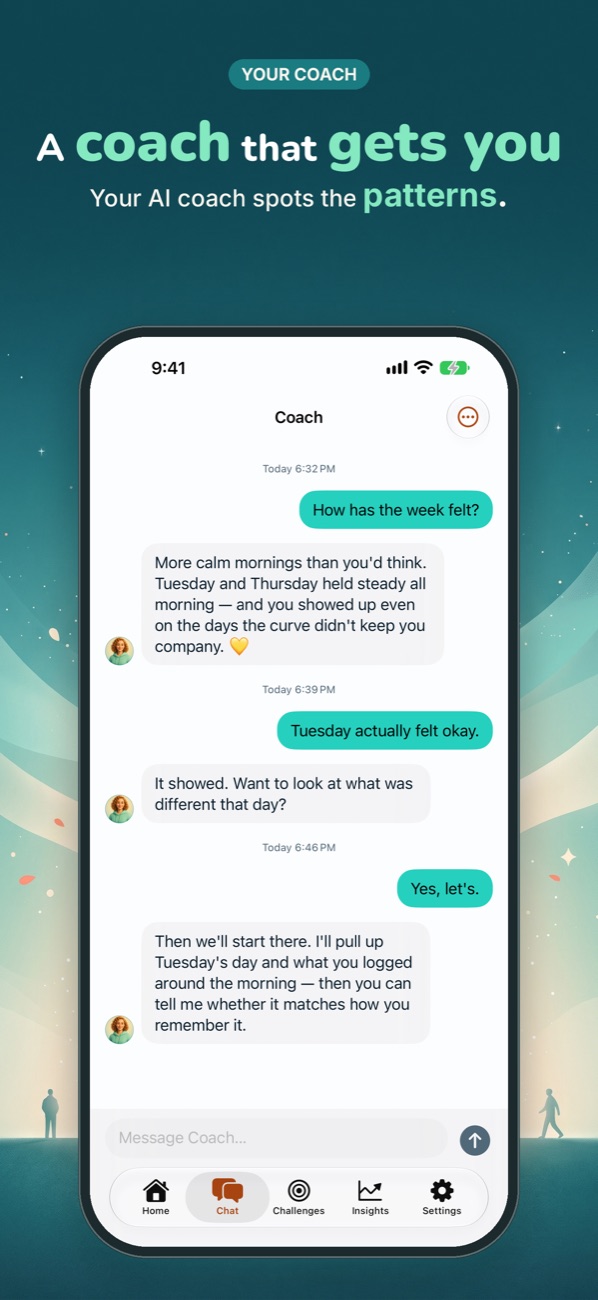 YOUR COACH
A coach that gets you
Your AI coach spots the patterns.
9:41
Coach
Today 6:32 PM
How has the week felt?
More calm mornings than you'd think.
Tuesday and Thursday held steady all
morning — and you showed up even
on the days the curve didn't keep you
company. 💛
Today 6:39 PM
Tuesday actually felt okay.
It showed. Want to look at what was
different that day?
Today 6:46 PM
Yes, let's.
Then we'll start there. I'll pull up
Tuesday's day and what you logged
around the morning — then you can
tell me whether it matches how you
remember it.
Message Coach...
Home
Chat
Challenges
Insights
Settings